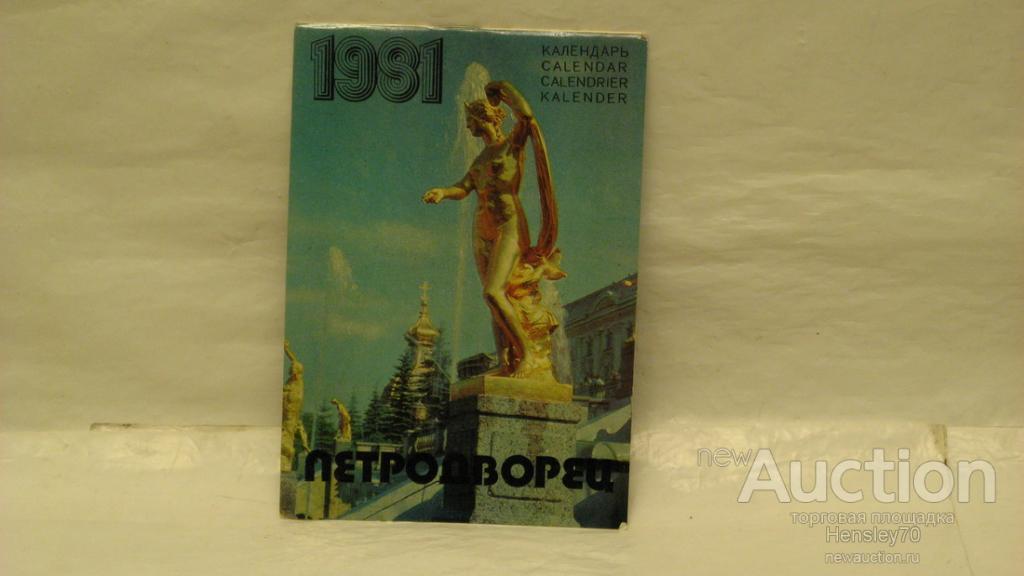 1981
КАЛЕНДАРЬ
CALENDAR
CALENDRIER
KALENDER
ПЕТРОДВОРЕЦ
newAuction
торговая площадка
Hensley70
newauction.ru